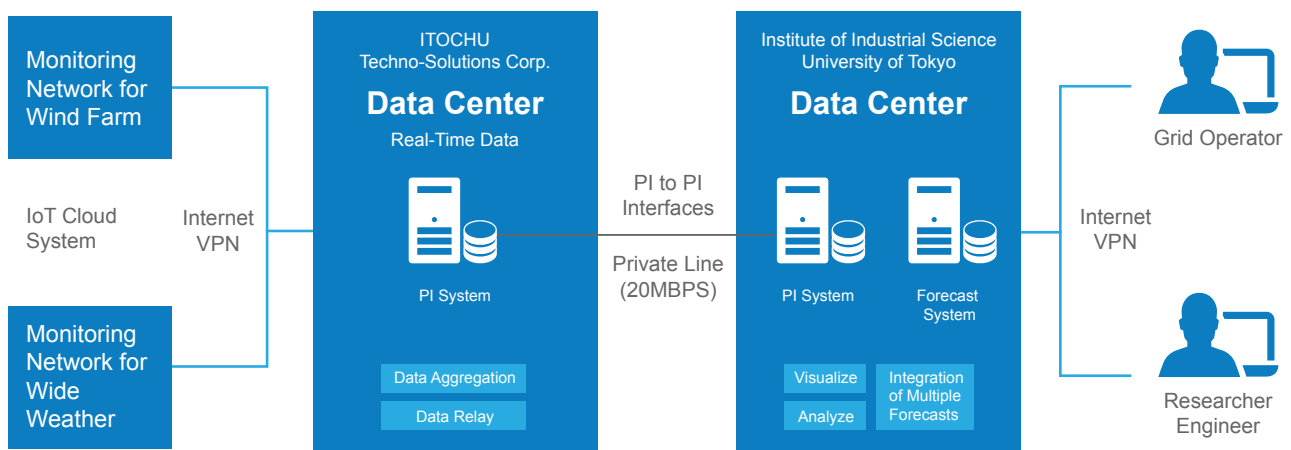 Monitoring
Network for
Wind Farm
IoT Cloud
System
Monitoring
Network for
Wide
Weather
Internet
VPN
ITOCHU
Techno-Solutions Corp.
Data Center
Real-Time Data
PI System
Data Aggregation
Data Relay
PI to PI
Interfaces
Private Line
(20MBPS)
Institute of Industrial Science
University of Tokyo
Data Center
PI System
Forecast
System
Visualize
Analyze
Integration
of Multiple
Forecasts
Internet
VPN
Grid Operator
Researcher
Engineer